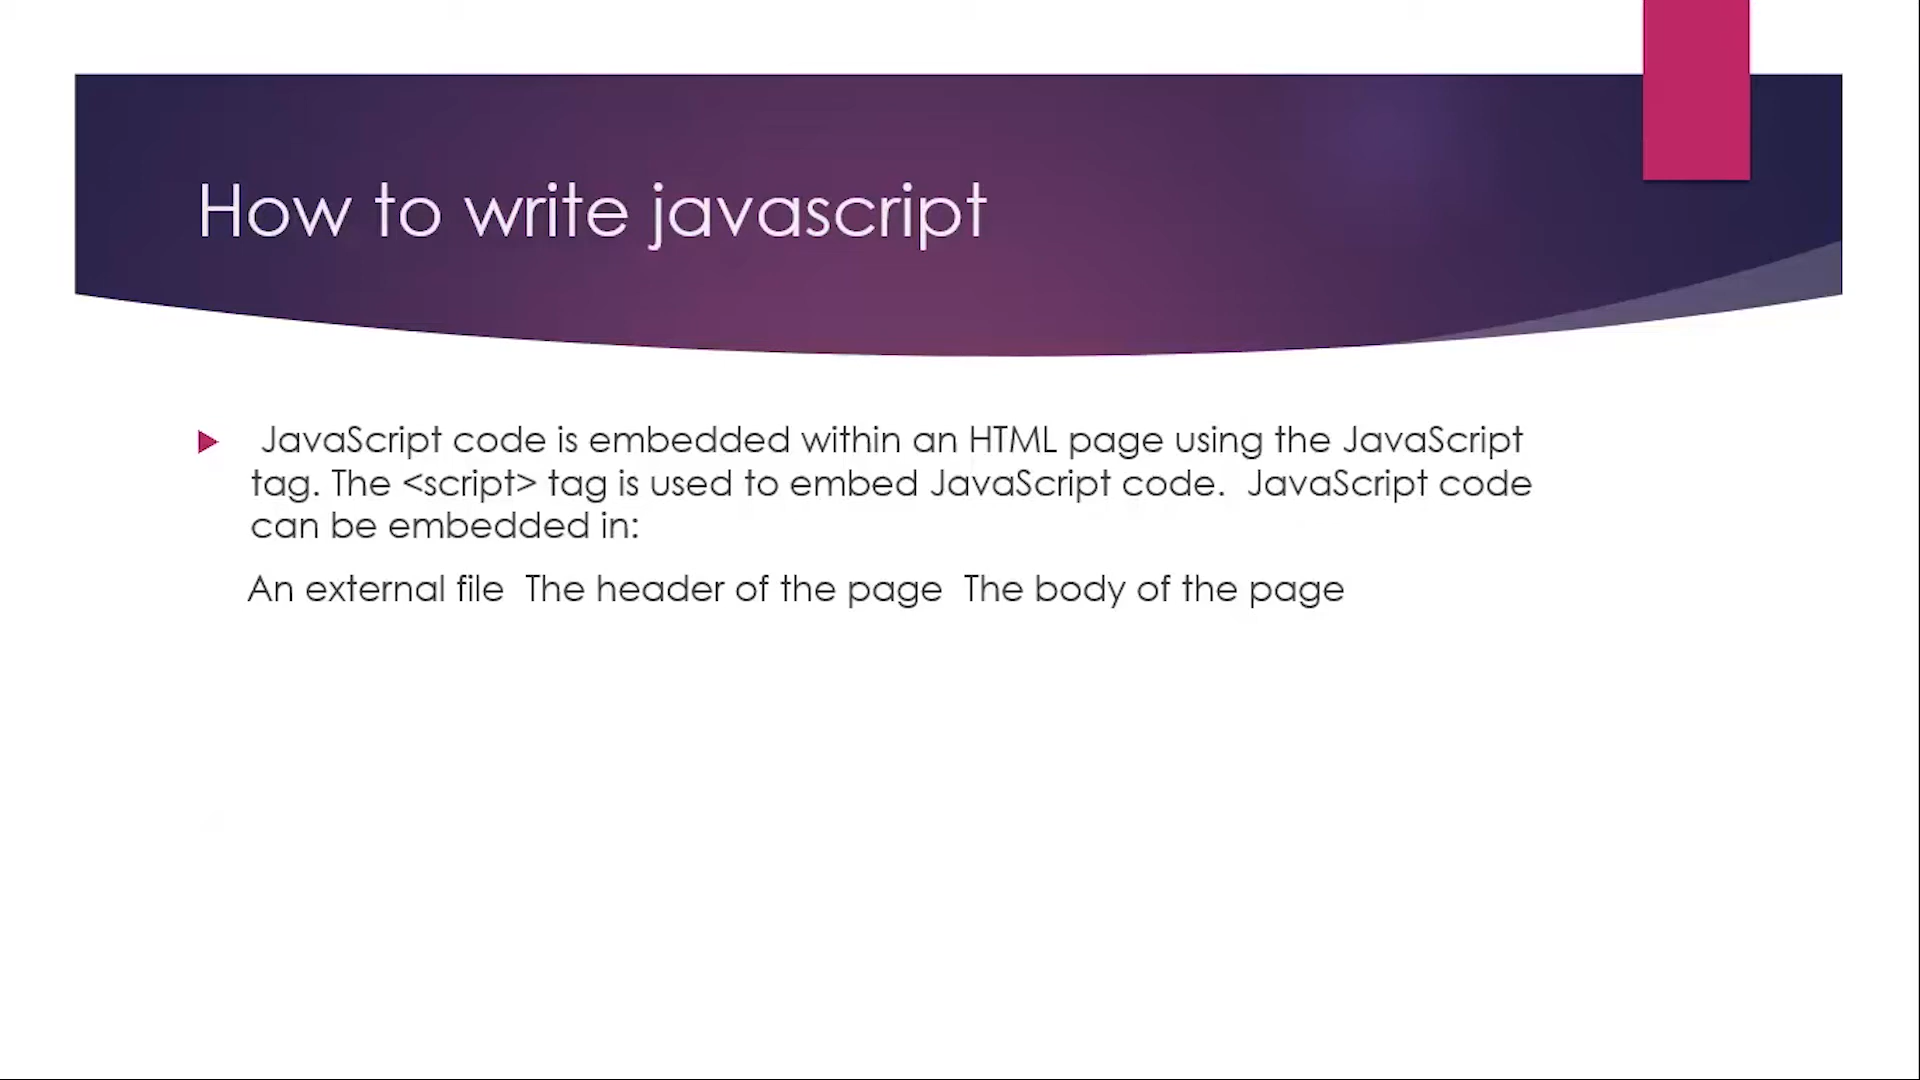 How to write javascript
JavaScript code is embedded within an HTML page using the JavaScript
tag. The <script> tag is used to embed JavaScript code.  JavaScript code
can be embedded in:
An external file  The header of the page  The body of the page